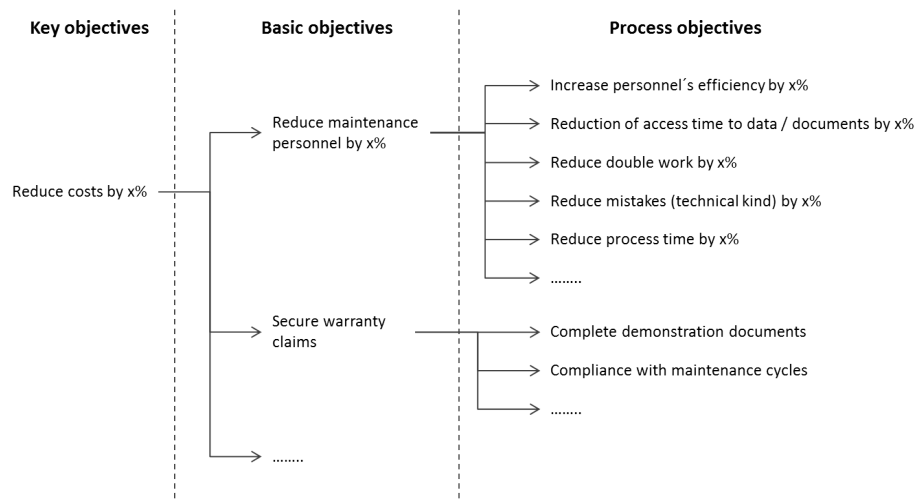 Key objectives
Basic objectives
Process objectives
Reduce costs by x%
Reduce maintenance
personnel by x%
Increase personnel´s efficiency by x%
Reduction of access time to data / documents by x%
Reduce double work by x%
Reduce mistakes (technical kind) by x%
Reduce process time by x%
........
Secure warranty
claims
Complete demonstration documents
Compliance with maintenance cycles
........
........